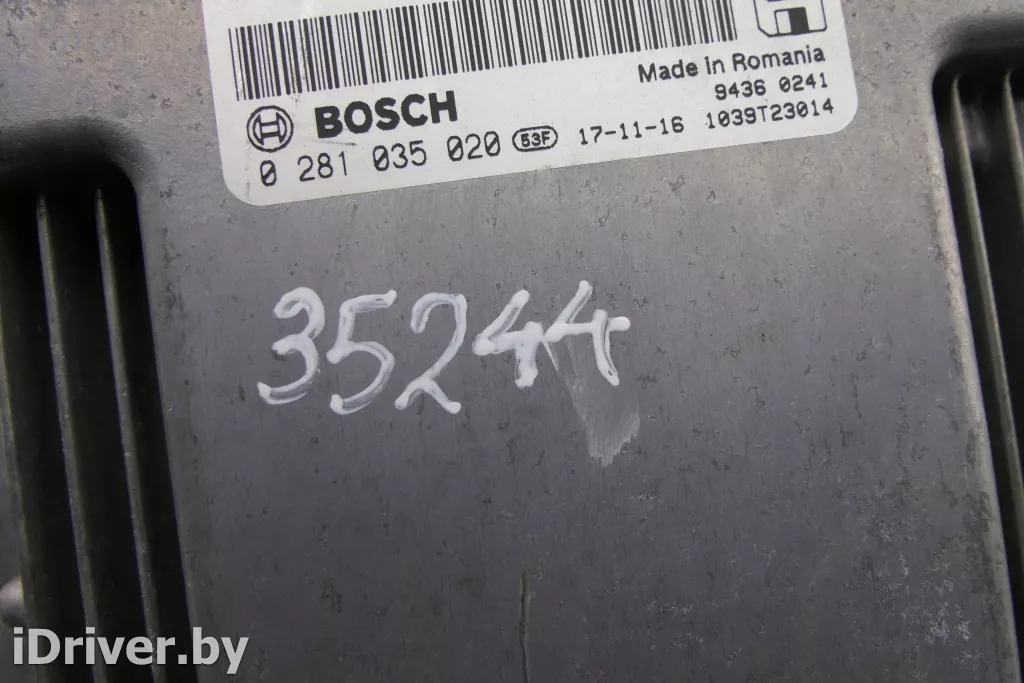 Made in Romania
9436 0241
BOSCH
0 281 035 020 53F 17-11-16 1039T23014
35244
iDriver.by